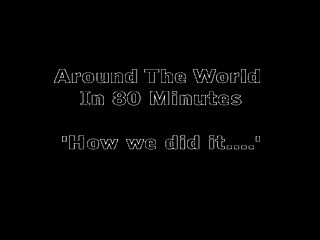 Around The World
In 80 Minutes
'How we did it....'